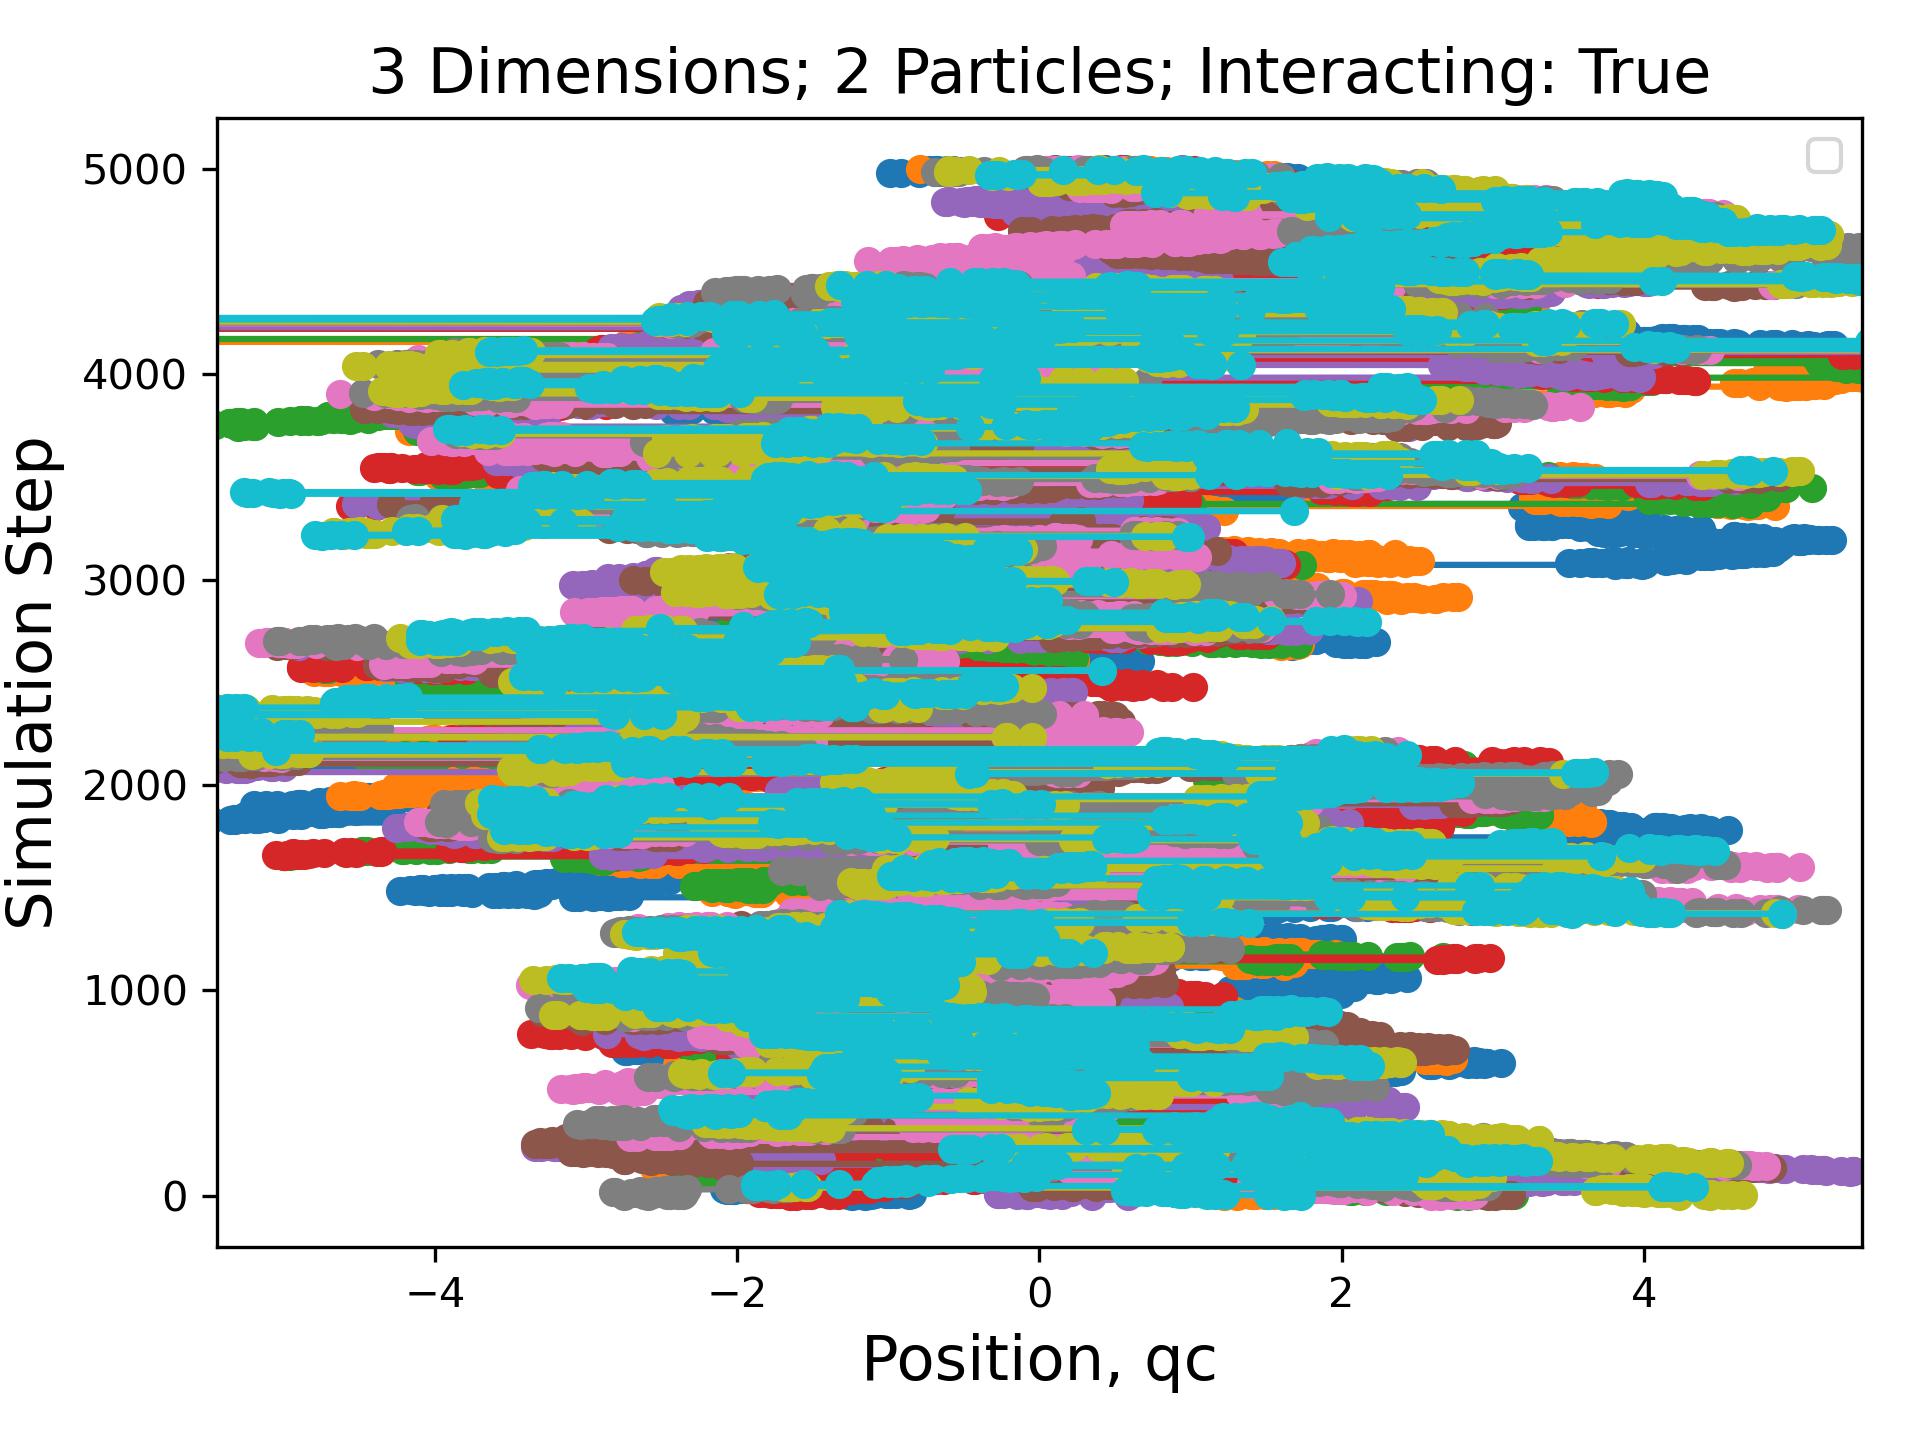 3 Dimensions; 2 Particles; Interacting: True
5000
4000
3000
2000
1000
0
Simulation Step
−4 −2 0 2 4
Position, qc